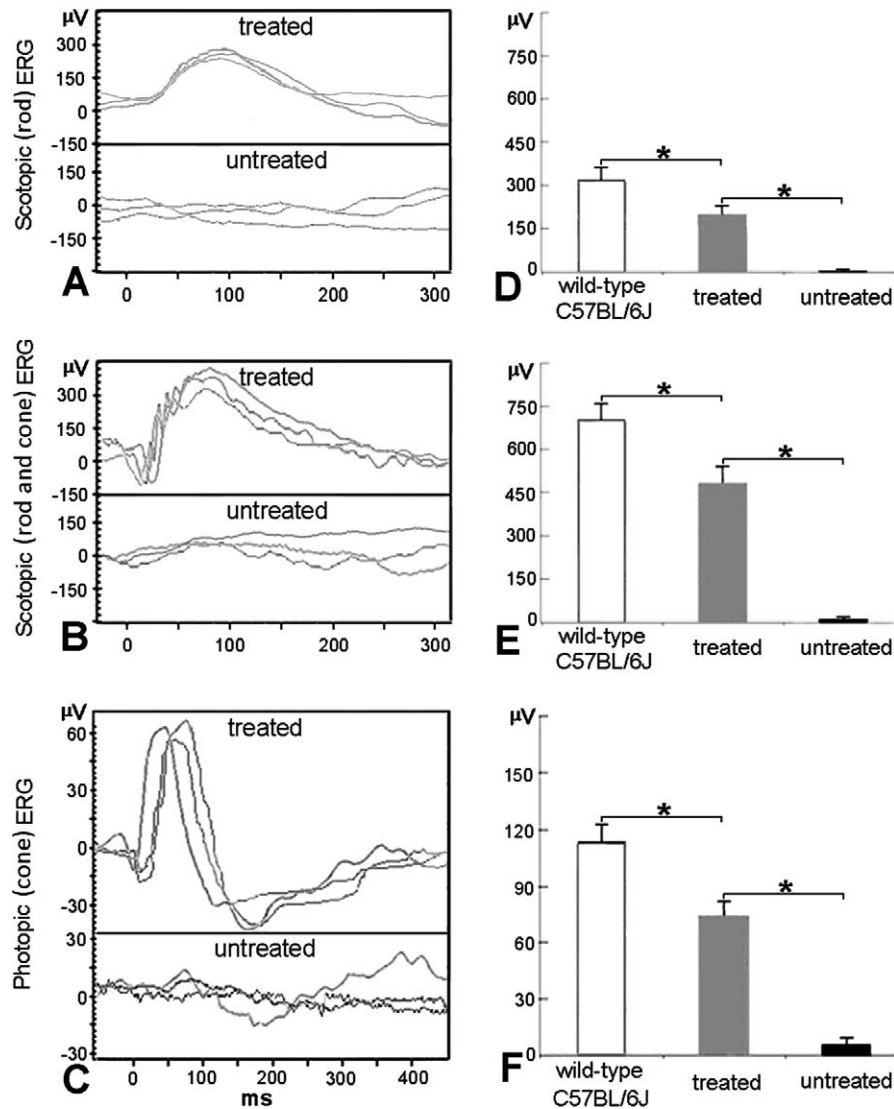 µV
treated
300
150
0
-150
untreated
150
0
-150
Scotopic (rod) ERG
A
0 100 200 300
µV
900
750
600
450
300
150
0
*
*
D
wild-type
C57BL/6J
treated
untreated
µV
treated
300
150
0
-150
untreated
150
0
-150
Scotopic (rod and cone) ERG
B
0 100 200 300
µV
900
750
600
450
300
150
0
*
*
E
wild-type
C57BL/6J
treated
untreated
µV
treated
60
30
0
-30
untreated
30
0
-30
Photopic (cone) ERG
C
0 100 200 300 400
ms
µV
180
150
120
90
60
30
0
*
*
F
wild-type
C57BL/6J
treated
untreated